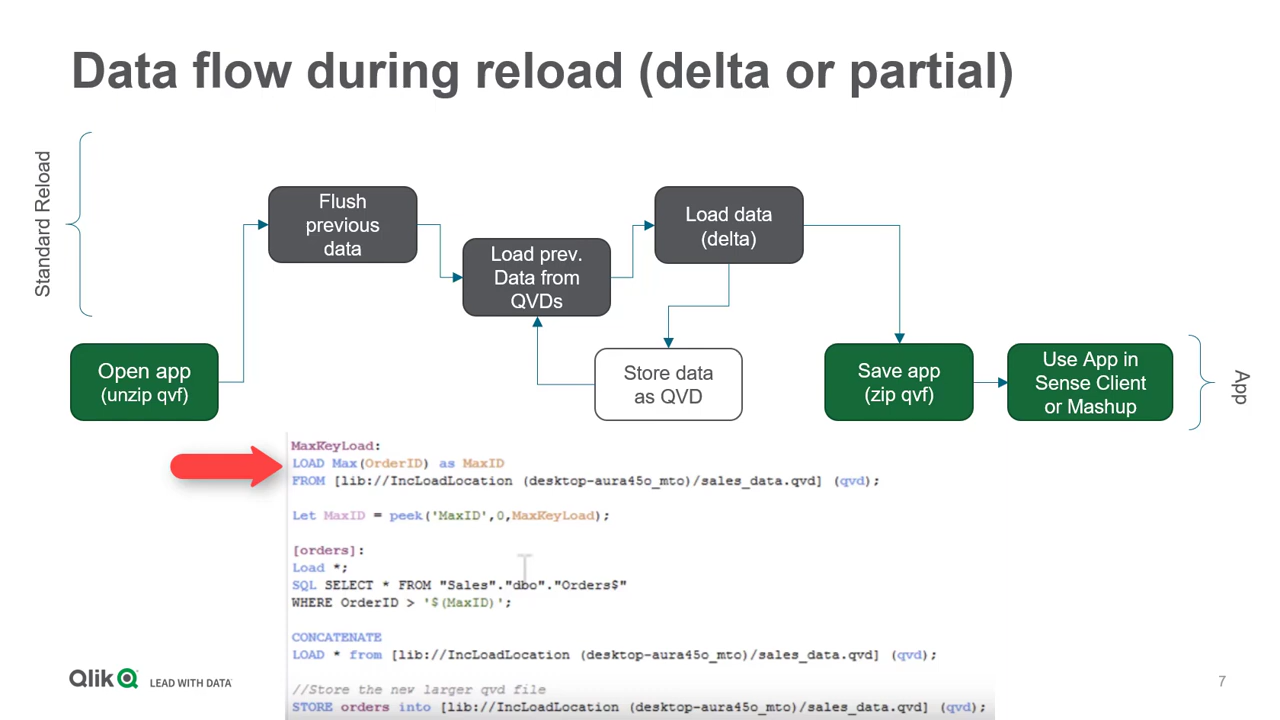 Data flow during reload (delta or partial)
Standard Reload
Flush
previous
data
Load prev.
Data from
QVDs
Load data
(delta)
Open app
(unzip qvf)
Store data
as QVD
Save app
(zip qvf)
Use App in
Sense Client
or Mashup
App
MaxKeyLoad:
LOAD Max(OrderID) as MaxID
FROM [lib://IncLoadLocation (desktop-aura45o_mto)/sales_data.qvd] (qvd);
Let MaxID = peek('MaxID',0,MaxKeyLoad);
[orders]:
Load *;
SQL SELECT * FROM "Sales"."dbo"."Orders$"
WHERE OrderID > '$(MaxID)';
CONCATENATE
LOAD * from [lib://IncLoadLocation (desktop-aura45o_mto)/sales_data.qvd] (qvd);
//Store the new larger qvd file
STORE orders into [lib://IncLoadLocation (desktop-aura45o_mto)/sales_data.qvd] (qvd);
Qlik LEAD WITH DATA
7